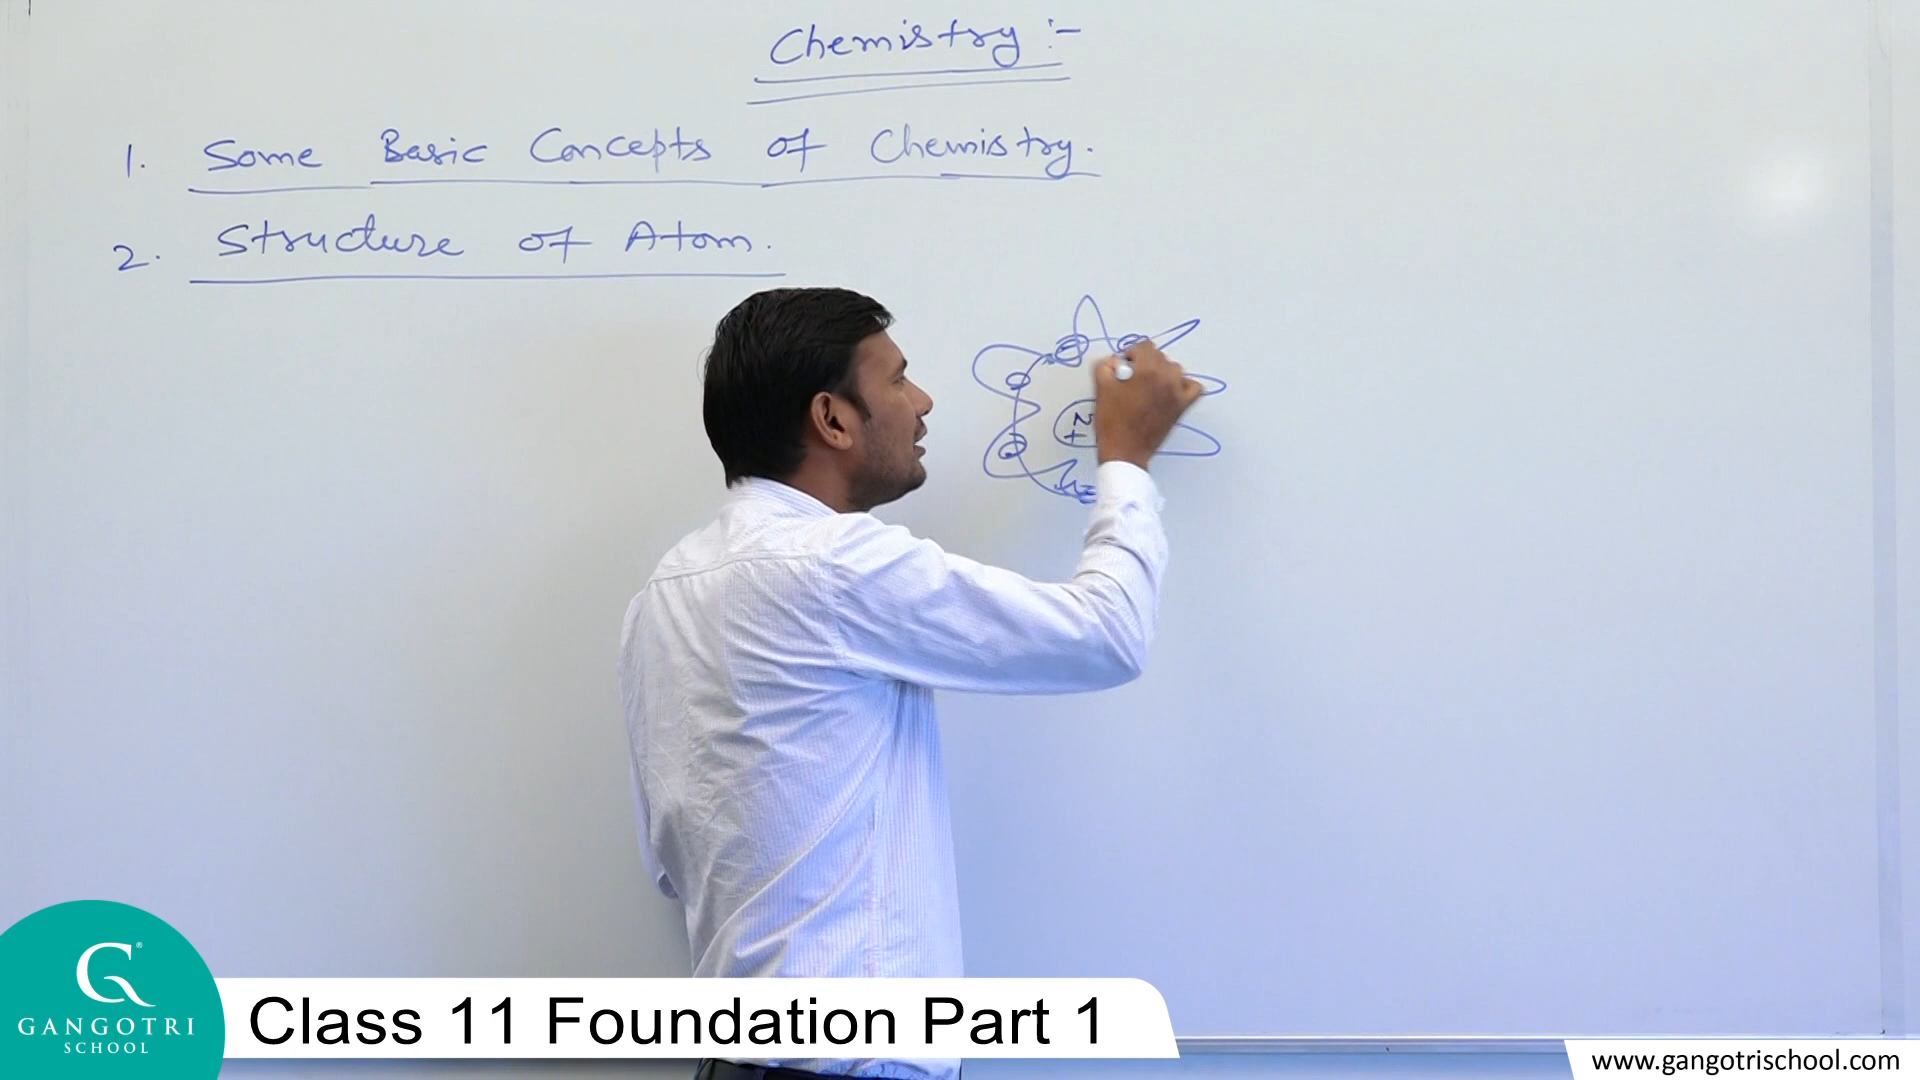 Chemistry :-
1. Some Basic Concepts of Chemistry.
2. Structure of Atom.
G®
GANGOTRI
SCHOOL
Class 11 Foundation Part 1
www.gangotrischool.com